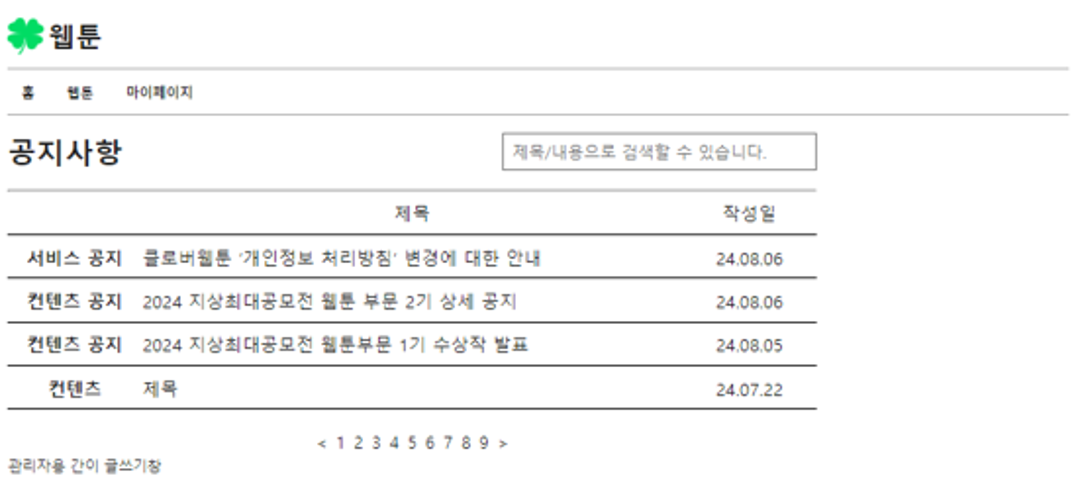 웹툰
홈 웹툰 마이페이지
공지사항 제목/내용으로 검색할 수 있습니다.
제목 작성일
서비스 공지 클로버웹툰 '개인정보 처리방침' 변경에 대한 안내 24.08.06
컨텐츠 공지 2024 지상최대공모전 웹툰 부문 2기 상세 공지 24.08.06
컨텐츠 공지 2024 지상최대공모전 웹툰부문 1기 수상작 발표 24.08.05
컨텐츠 제목 24.07.22
< 1 2 3 4 5 6 7 8 9 >
관리자용 간이 글쓰기창